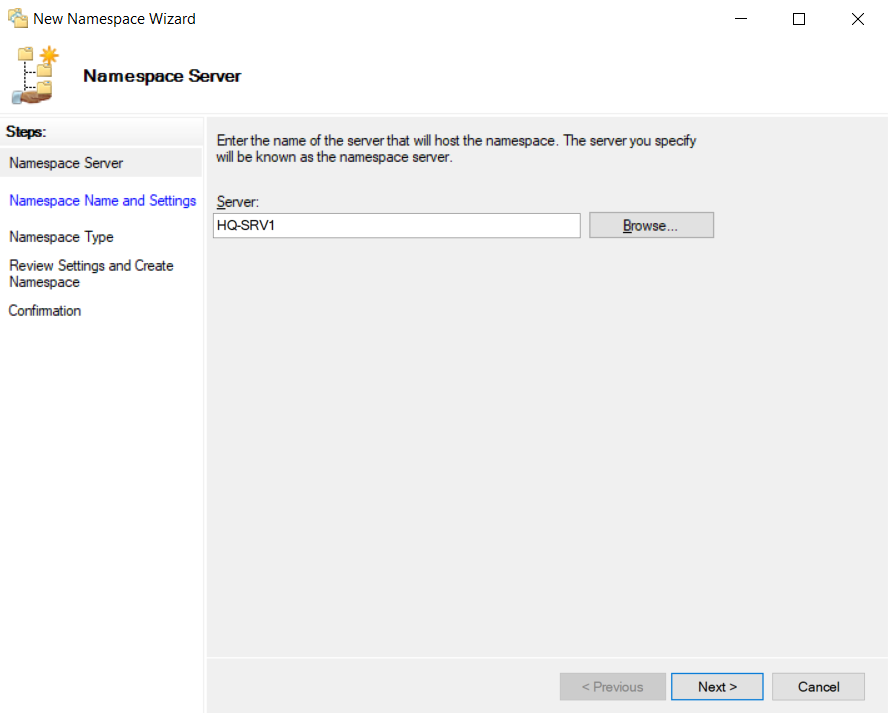 New Namespace Wizard
Namespace Server
Steps:
Namespace Server
Namespace Name and Settings
Namespace Type
Review Settings and Create
Namespace
Confirmation
Enter the name of the server that will host the namespace. The server you specify
will be known as the namespace server.
Server:
HQ-SRV1
Browse...
< Previous
Next >
Cancel